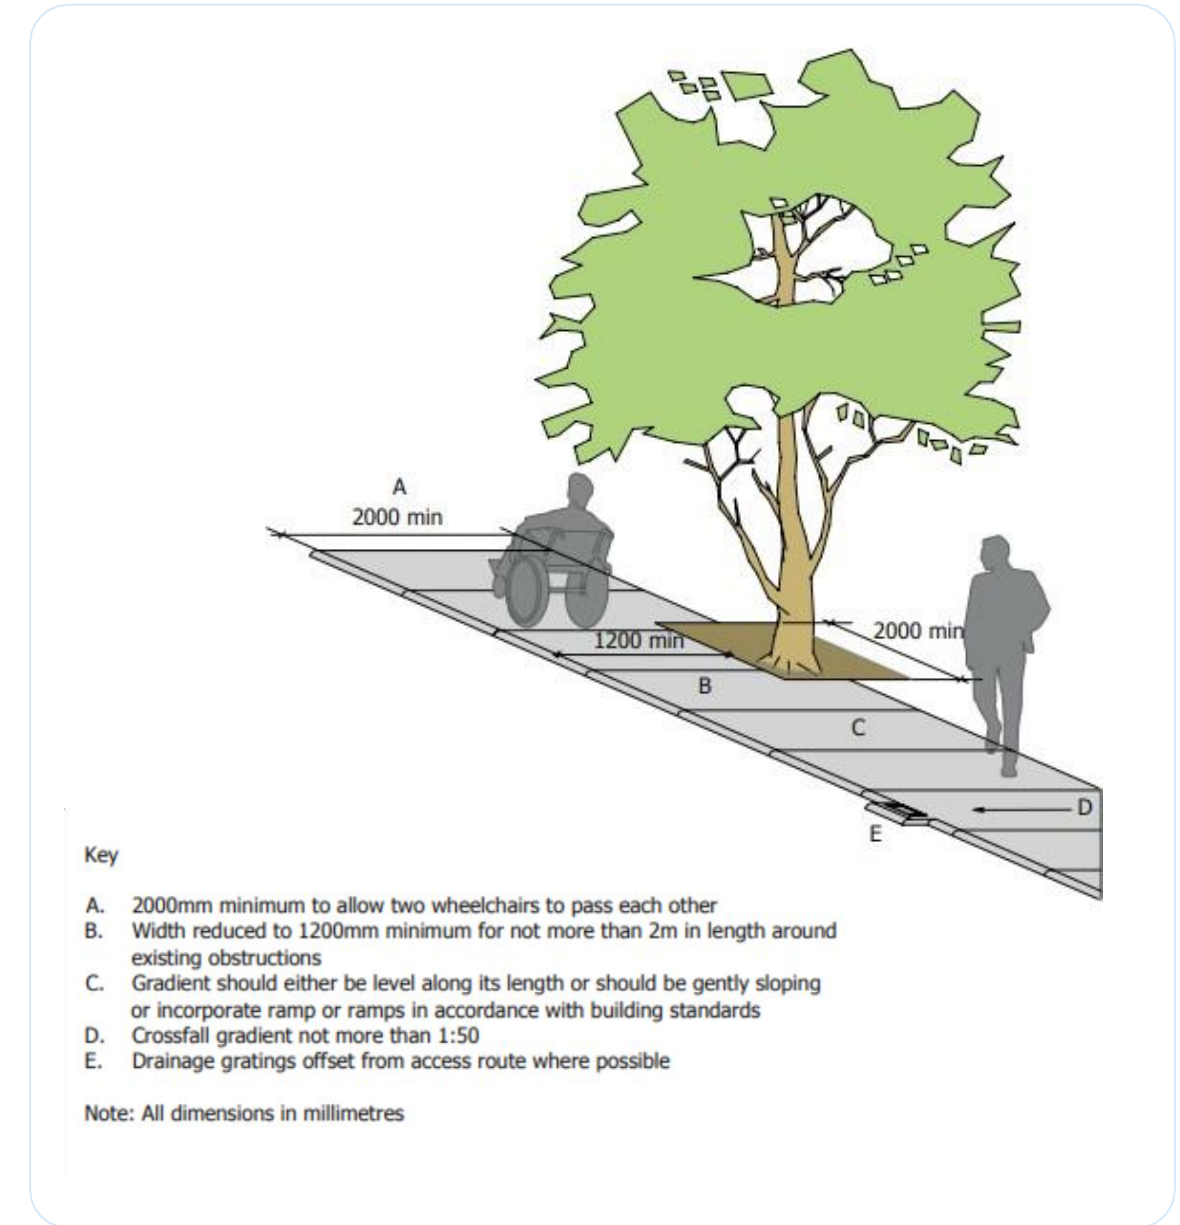 A
2000 min
2000 min
1200 min
B
C
D
E
Key
A. 2000mm minimum to allow two wheelchairs to pass each other
B. Width reduced to 1200mm minimum for not more than 2m in length around
existing obstructions
C. Gradient should either be level along its length or should be gently sloping
or incorporate ramp or ramps in accordance with building standards
D. Crossfall gradient not more than 1:50
E. Drainage gratings offset from access route where possible
Note: All dimensions in millimetres